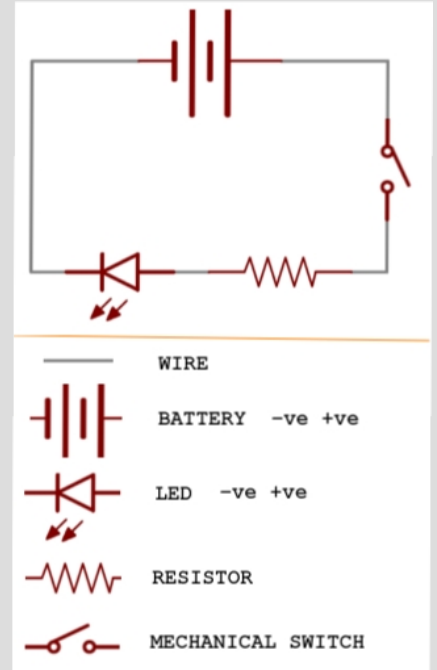 WIRE
BATTERY -ve +ve
LED -ve +ve
RESISTOR
MECHANICAL SWITCH